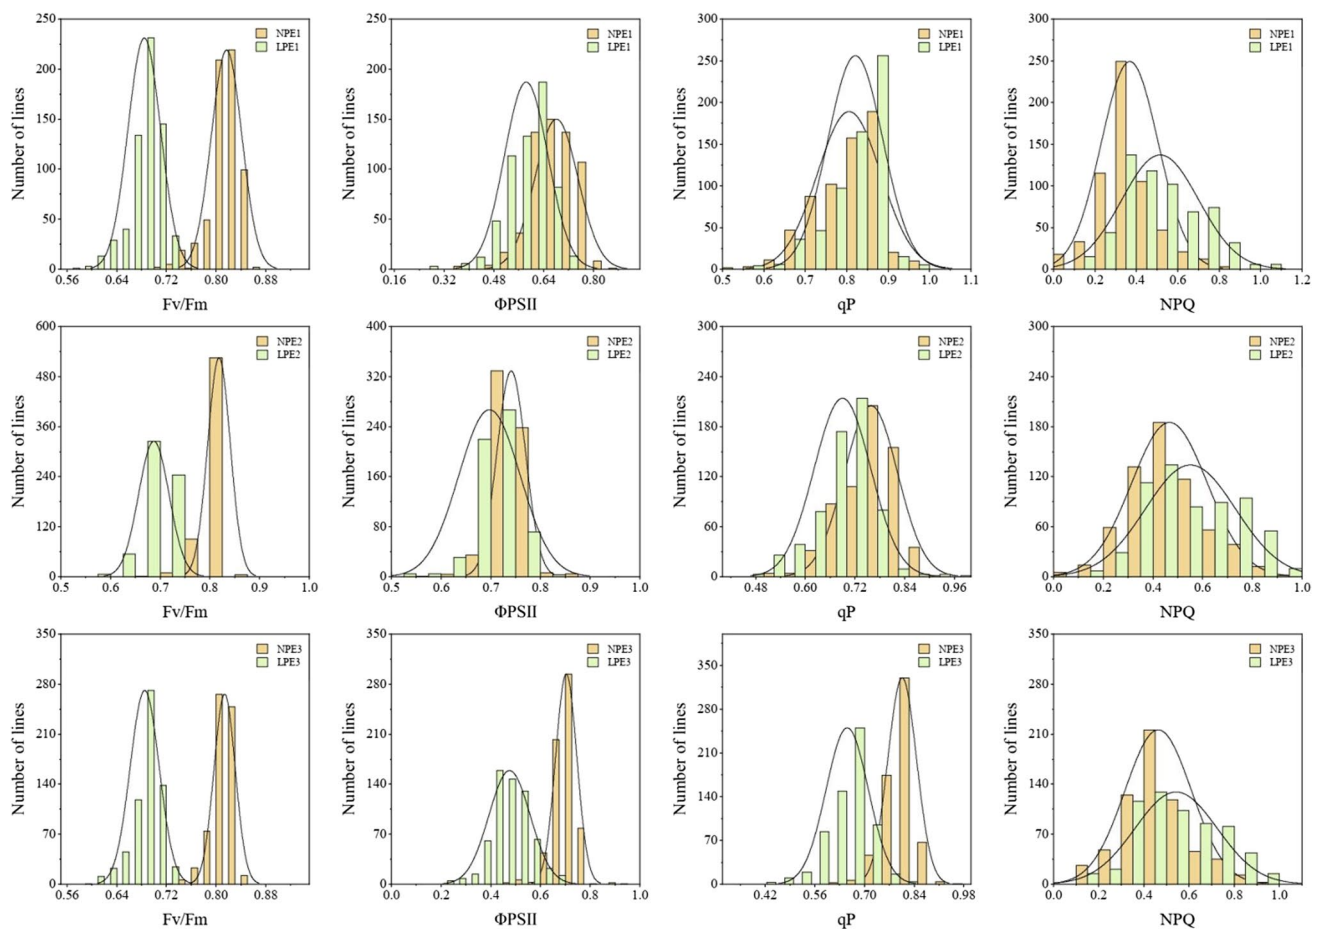 250
200
150
100
50
0
Number of lines
NPE1
LPE1
0.56 0.64 0.72 0.80 0.88
Fv/Fm
250
200
150
100
50
0
Number of lines
NPE1
LPE1
0.16 0.32 0.48 0.64 0.80
ΦPSII
300
250
200
150
100
50
0
Number of lines
NPE1
LPE1
0.5 0.6 0.7 0.8 0.9 1.0 1.1
qP
300
250
200
150
100
50
0
Number of lines
NPE1
LPE1
0.0 0.2 0.4 0.6 0.8 1.0 1.2
NPQ
600
480
360
240
120
0
Number of lines
NPE2
LPE2
0.5 0.6 0.7 0.8 0.9 1.0
Fv/Fm
400
320
240
160
80
0
Number of lines
NPE2
LPE2
0.5 0.6 0.7 0.8 0.9 1.0
ΦPSII
300
240
180
120
60
0
Number of lines
NPE2
LPE2
0.48 0.60 0.72 0.84 0.96
qP
300
240
180
120
60
0
Number of lines
NPE2
LPE2
0.0 0.2 0.4 0.6 0.8 1.0
NPQ
350
280
210
140
70
0
Number of lines
NPE3
LPE3
0.56 0.64 0.72 0.80 0.88
Fv/Fm
350
280
210
140
70
0
Number of lines
NPE3
LPE3
0.0 0.2 0.4 0.6 0.8 1.0
ΦPSII
350
280
210
140
70
0
Number of lines
NPE3
LPE3
0.42 0.56 0.70 0.84 0.98
qP
350
280
210
140
70
0
Number of lines
NPE3
LPE3
0.0 0.2 0.4 0.6 0.8 1.0
NPQ